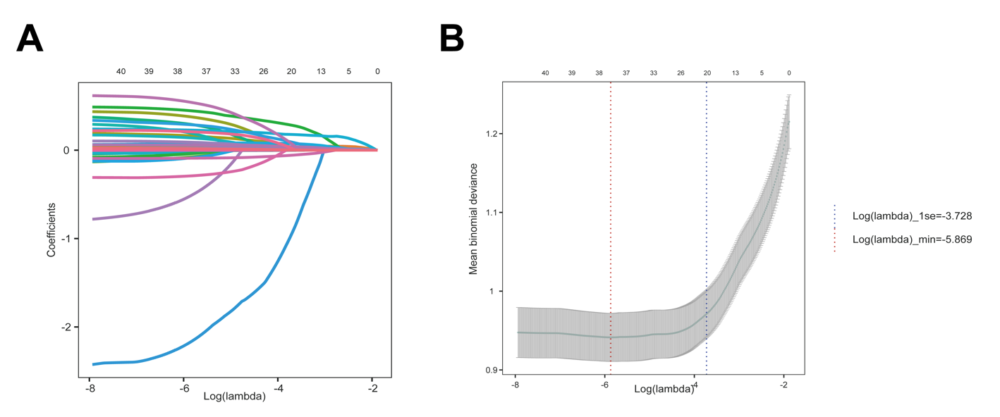 A
40 39 38 37 33 26 20 13 5 0
0
-1
-2
Coefficients
-8 -6 -4 -2
Log(lambda)
B
40 39 38 37 33 26 20 13 5 0
1.2
1.1
1
0.9
Mean binomial deviance
-8 -6 -4 -2
Log(lambda)
Log(lambda)_1se=-3.728
Log(lambda)_min=-5.869